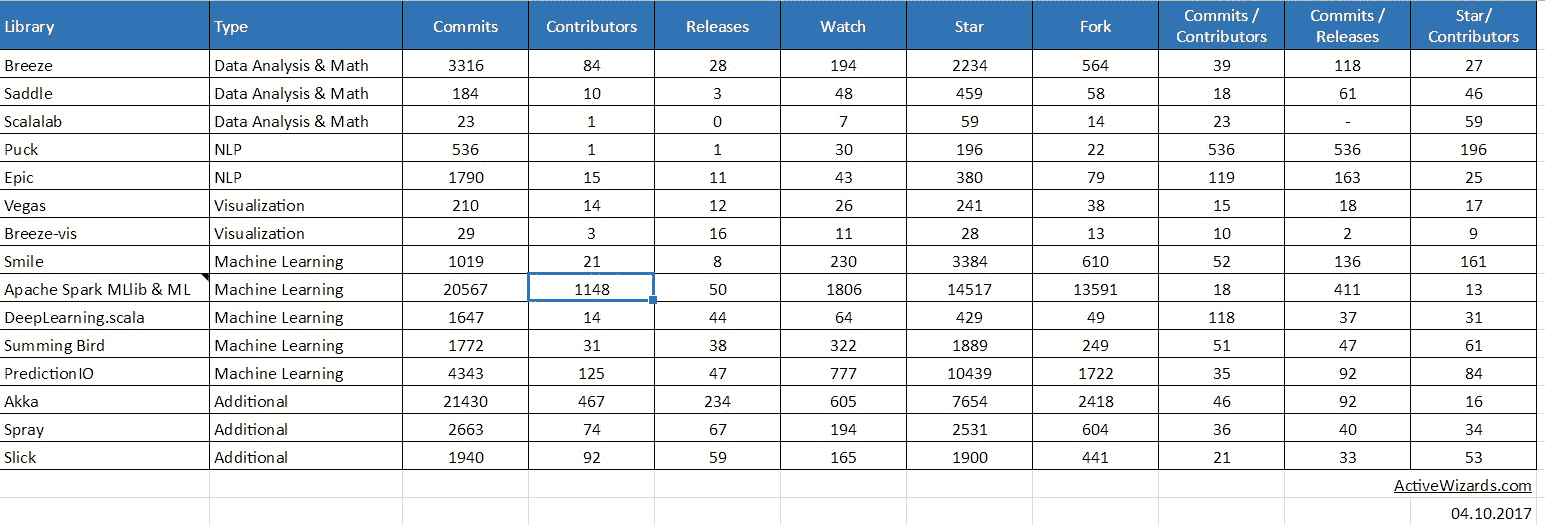 Library Type Commits Contributors Releases Watch Star Fork Commits / Contributors Commits / Releases Star/ Contributors
Breeze Data Analysis & Math 3316 84 28 194 2234 564 39 118 27
Saddle Data Analysis & Math 184 10 3 48 459 58 18 61 46
Scalalab Data Analysis & Math 23 1 0 7 59 14 23 - 59
Puck NLP 536 1 1 30 196 22 536 536 196
Epic NLP 1790 15 11 43 380 79 119 163 25
Vegas Visualization 210 14 12 26 241 38 15 18 17
Breeze-vis Visualization 29 3 16 11 28 13 10 2 9
Smile Machine Learning 1019 21 8 230 3384 610 52 136 161
Apache Spark MLlib & ML Machine Learning 20567 1148 50 1806 14517 13591 18 411 13
DeepLearning.scala Machine Learning 1647 14 44 64 429 49 118 37 31
Summing Bird Machine Learning 1772 31 38 322 1889 249 51 47 61
PredictionIO Machine Learning 4343 125 47 777 10439 1722 35 92 84
Akka Additional 21430 467 234 605 7654 2418 46 92 16
Spray Additional 2663 74 67 194 2531 604 36 40 34
Slick Additional 1940 92 59 165 1900 441 21 33 53
ActiveWizards.com
04.10.2017